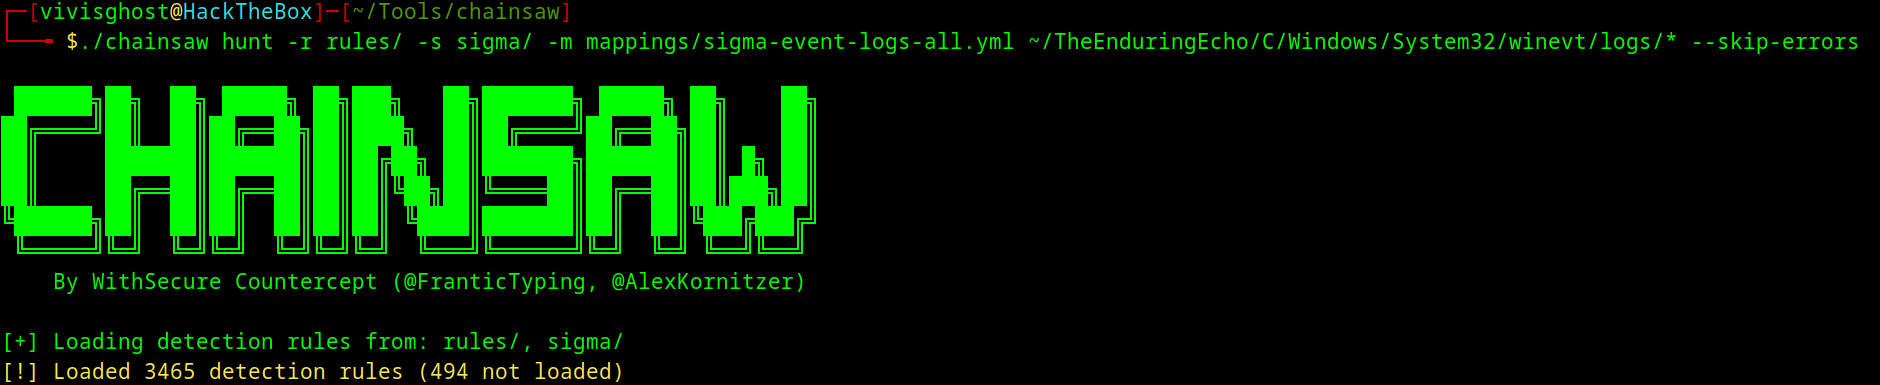 ┌─[vivisghost@HackTheBox]─[~/Tools/chainsaw]
└──╼ $./chainsaw hunt -r rules/ -s sigma/ -m mappings/sigma-event-logs-all.yml ~/TheEnduringEcho/C/Windows/System32/winevt/logs/* --skip-errors
CHAINSAW
By WithSecure Countercept (@FranticTyping, @AlexKornitzer)
[+] Loading detection rules from: rules/, sigma/
[!] Loaded 3465 detection rules (494 not loaded)